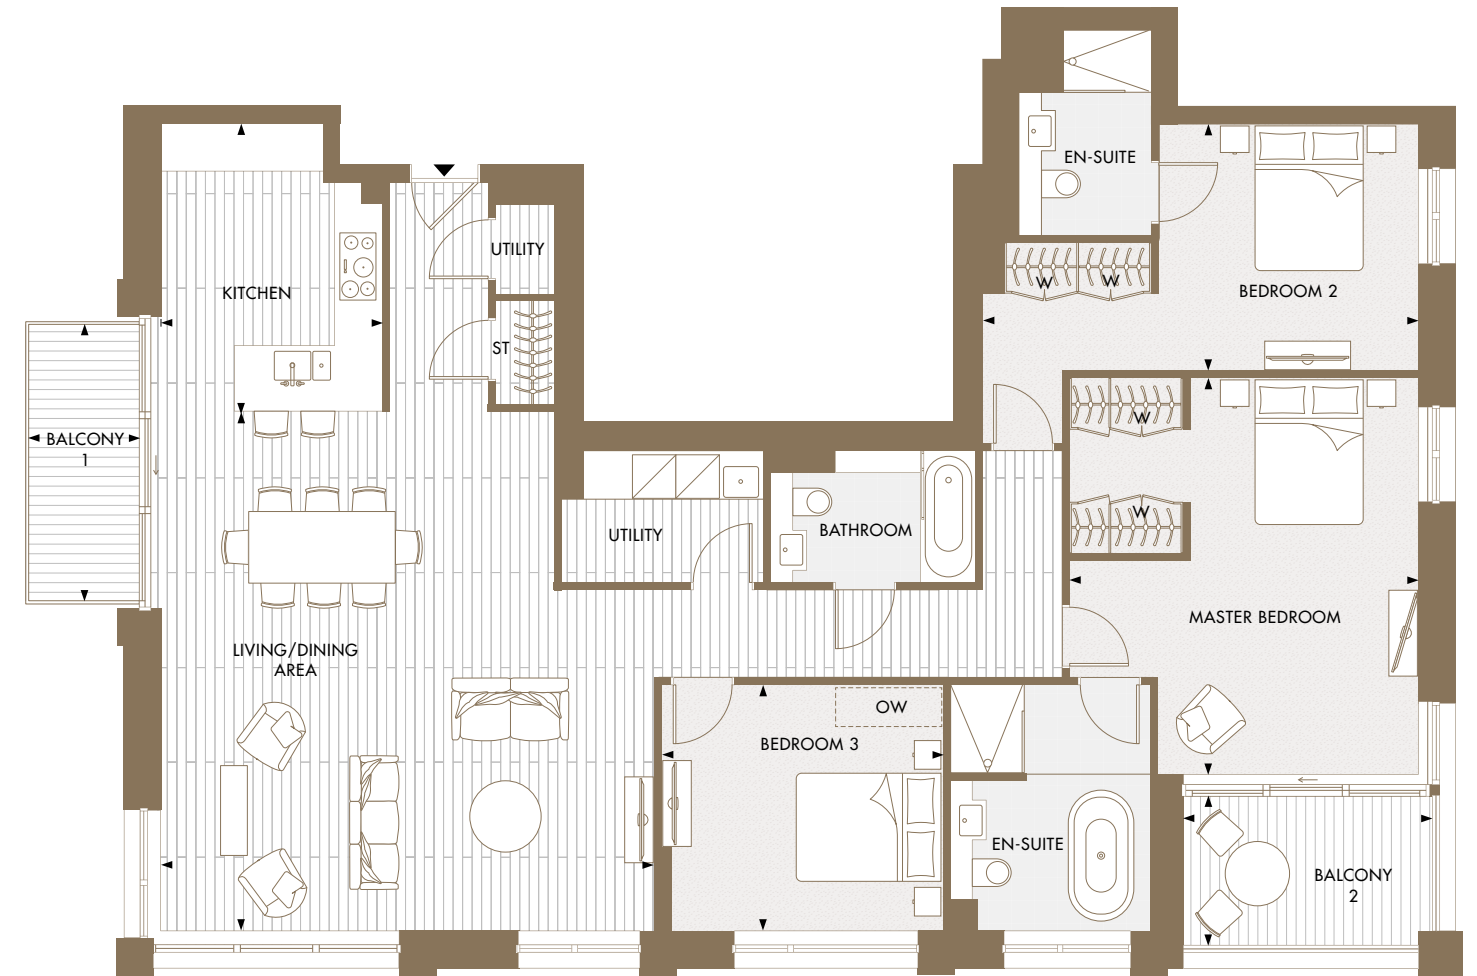 EN-SUITE
UTILITY
KITCHEN
W
W
BEDROOM 2
ST
W
BALCONY
1
W
UTILITY
BATHROOM
MASTER BEDROOM
LIVING/DINING
AREA
OW
BEDROOM 3
EN-SUITE
BALCONY
2